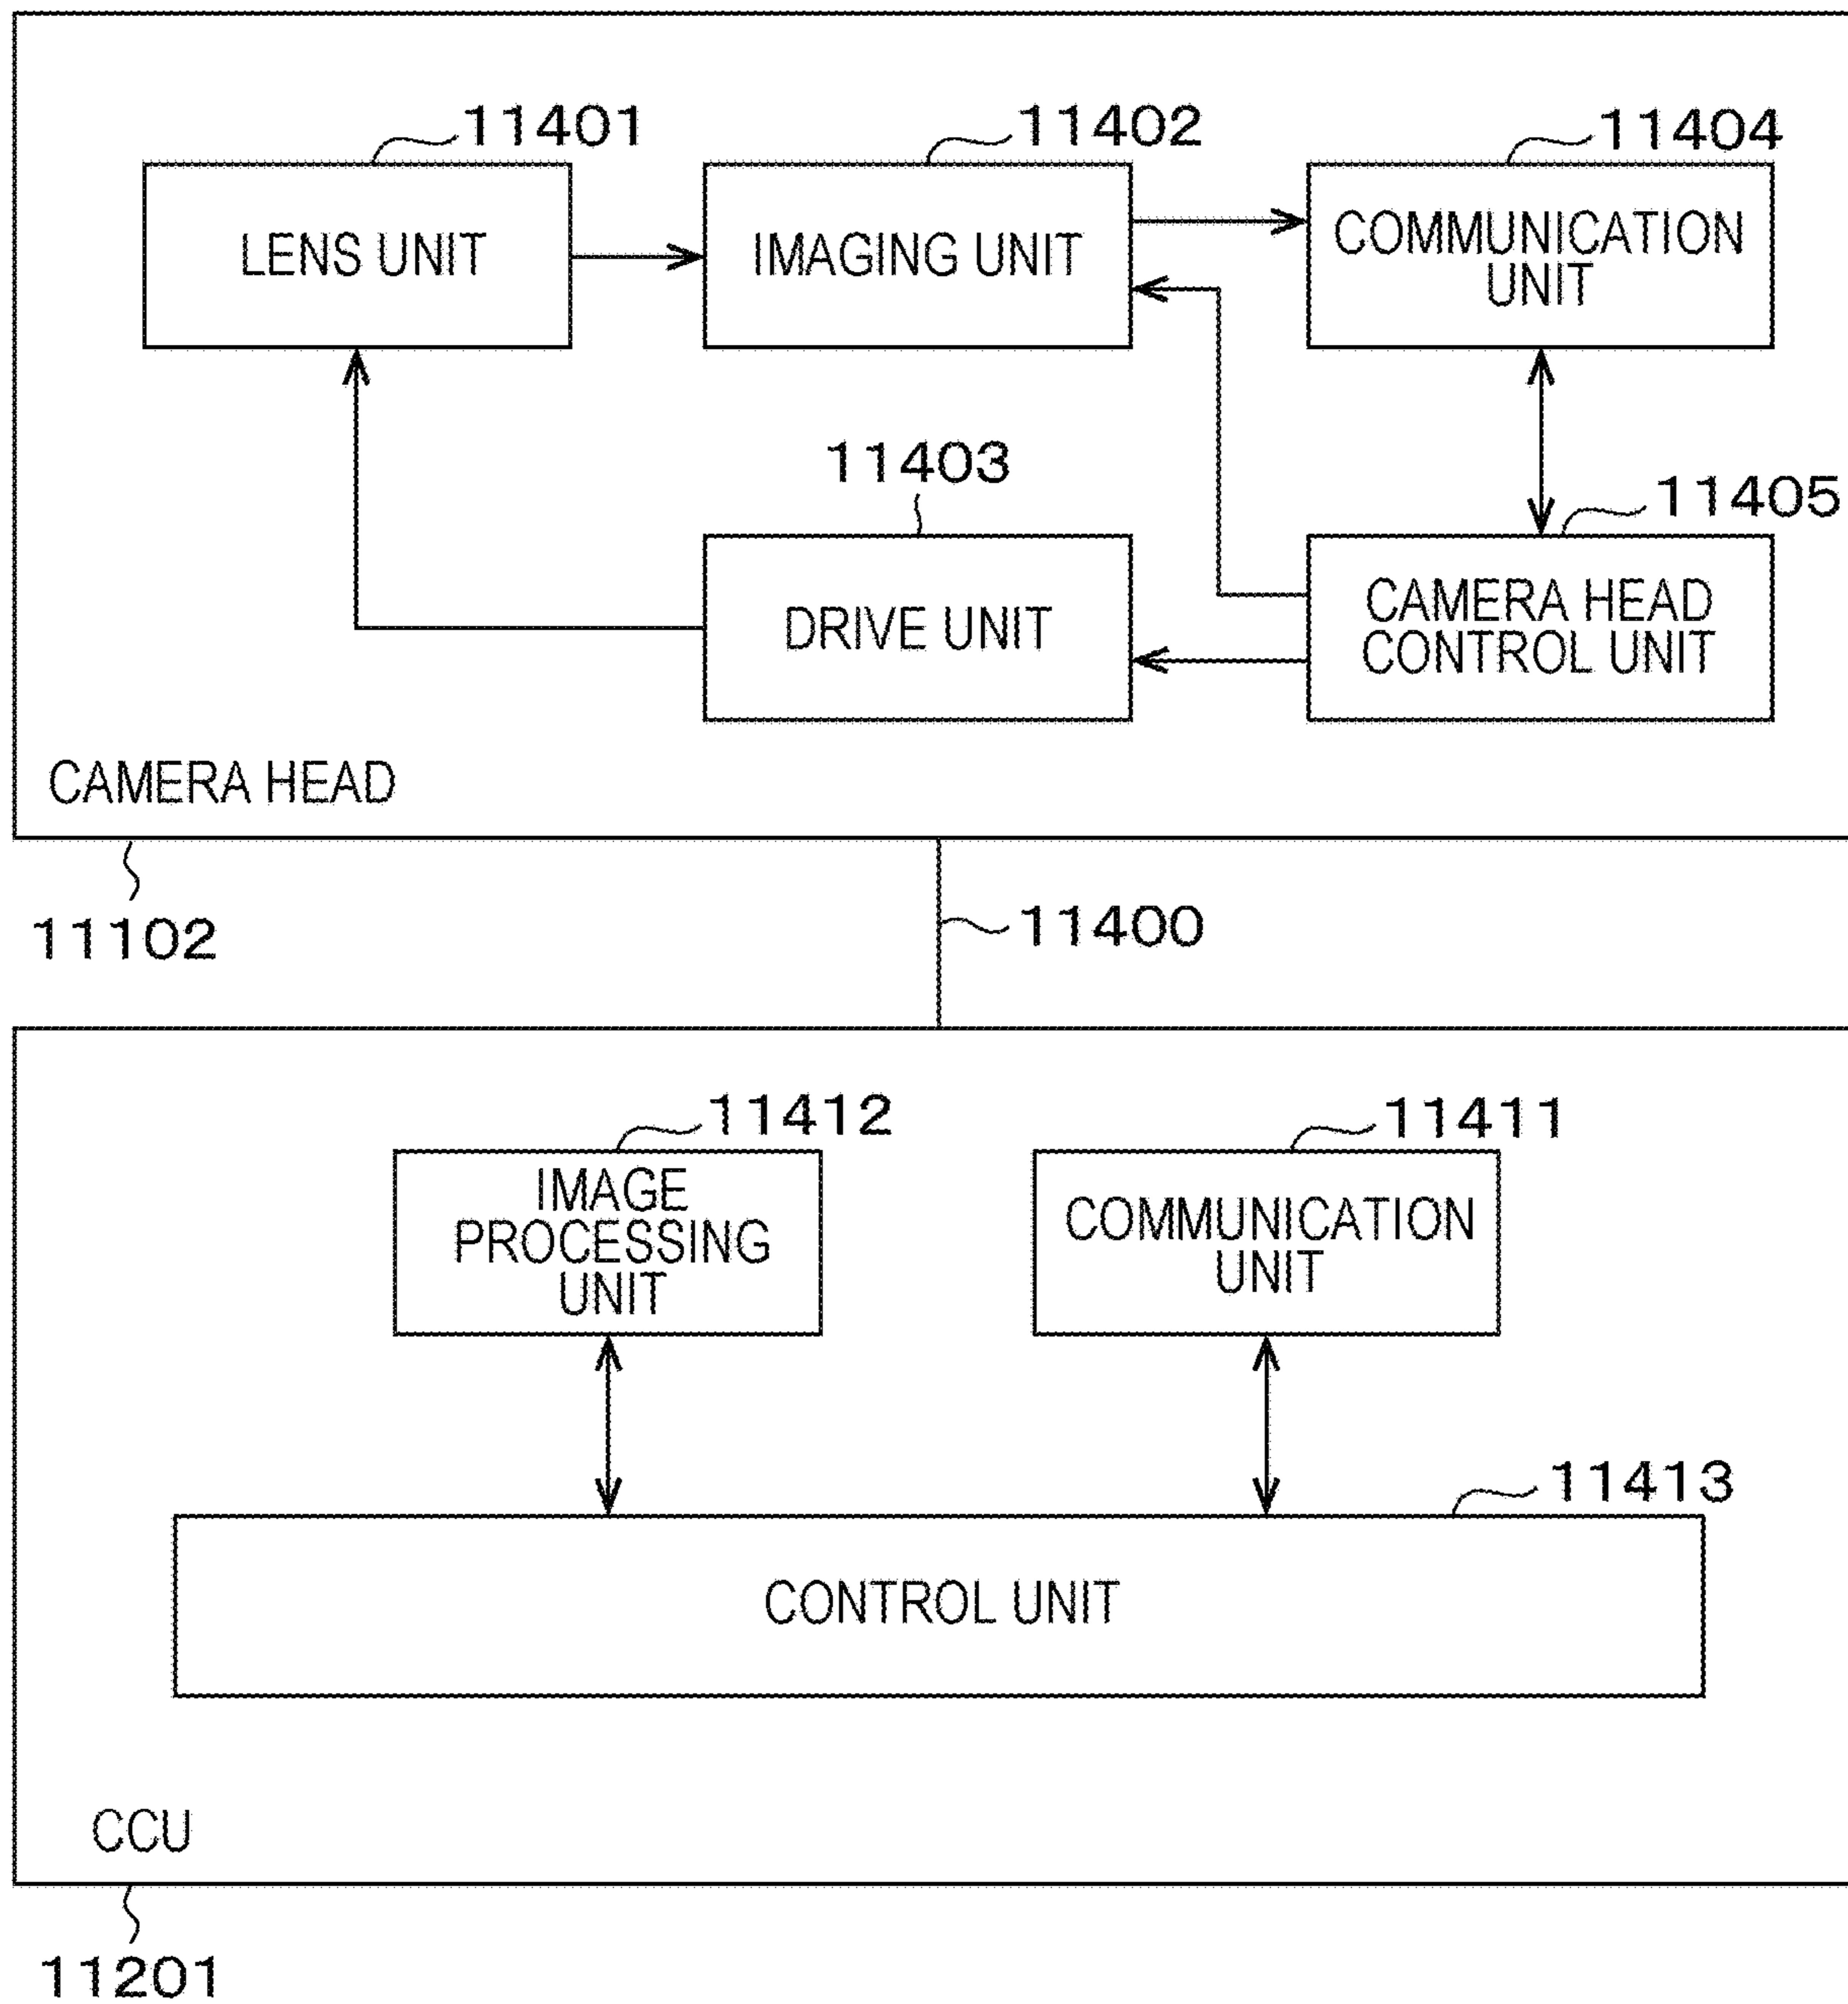 11401
11402
11404
LENS UNIT
IMAGING UNIT
COMMUNICATION
UNIT
11403
11405
DRIVE UNIT
CAMERA HEAD
CONTROL UNIT
CAMERA HEAD
11102
11400
11412
11411
IMAGE
PROCESSING
UNIT
COMMUNICATION
UNIT
11413
CONTROL UNIT
CCU
11201